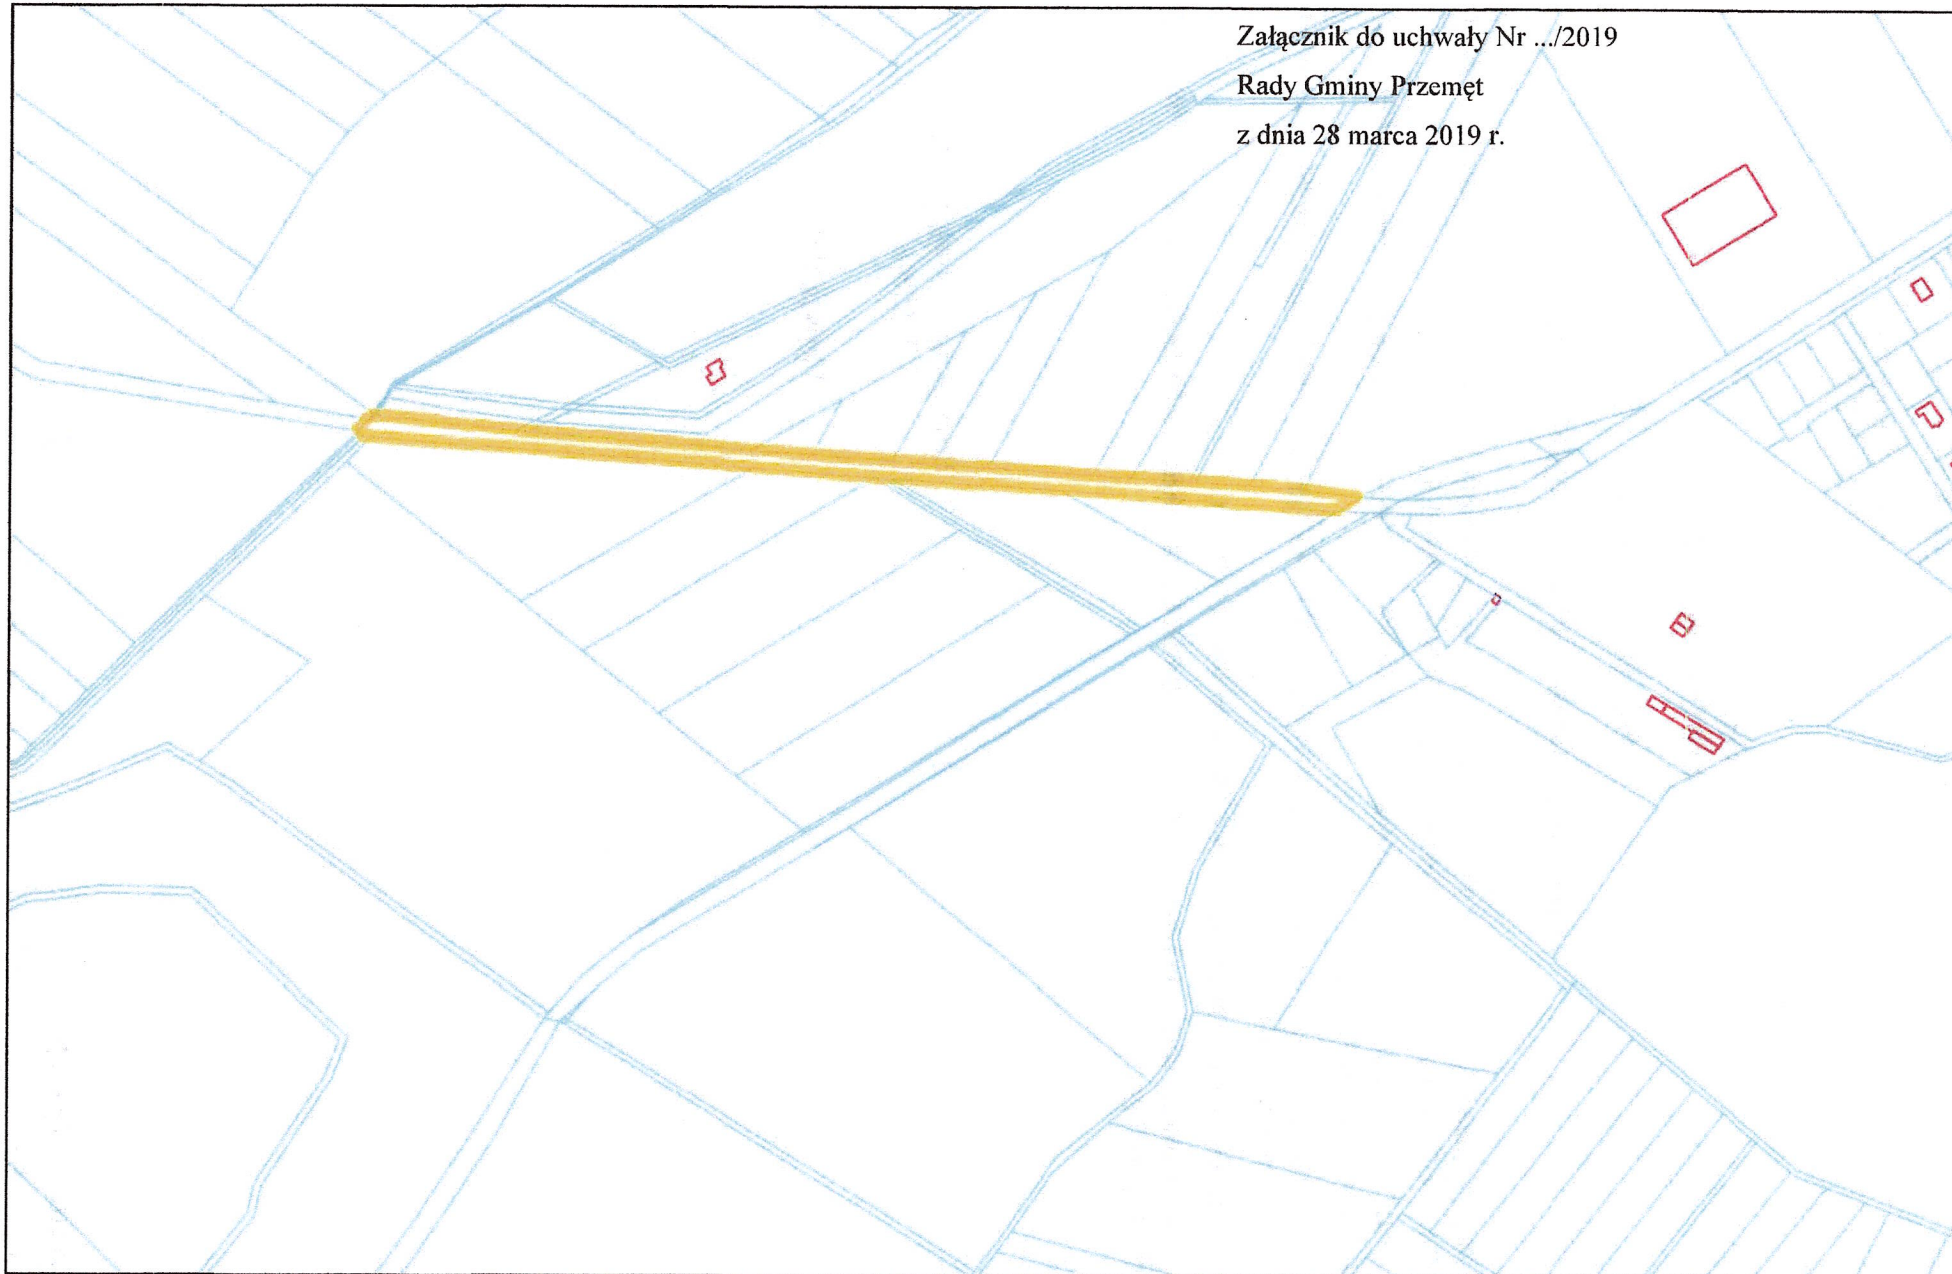 Załącznik do uchwały Nr .../2019
Rady Gminy Przemęt
z dnia 28 marca 2019 r.